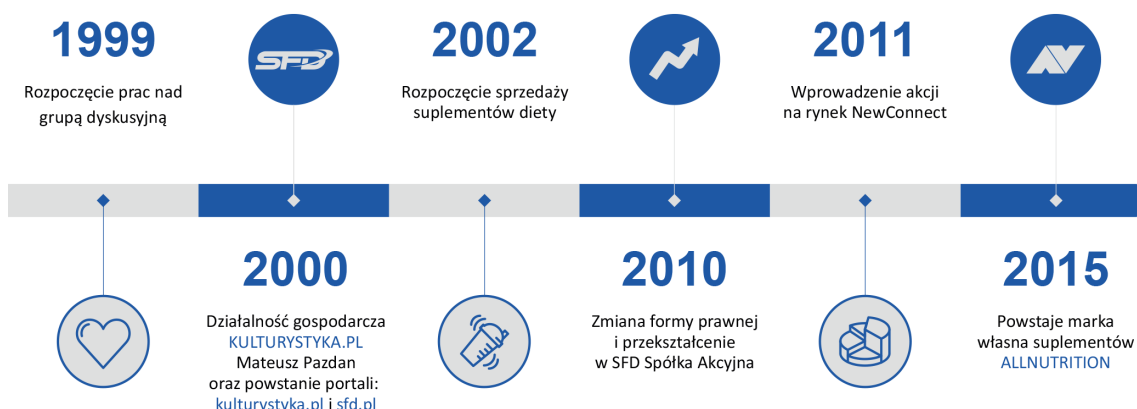 1999
Rozpoczęcie prac nad
grupą dyskusyjną
SFD
2000
Działalność gospodarcza
KULTURYSTYKA.PL
Mateusz Pazdan
oraz powstanie portali:
kulturystyka.pl i sfd.pl
2002
Rozpoczęcie sprzedaży
suplementów diety
2010
Zmiana formy prawnej
i przekształcenie
w SFD Spółka Akcyjna
2011
Wprowadzenie akcji
na rynek NewConnect
2015
Powstaje marka
własna suplementów
ALLNUTRITION